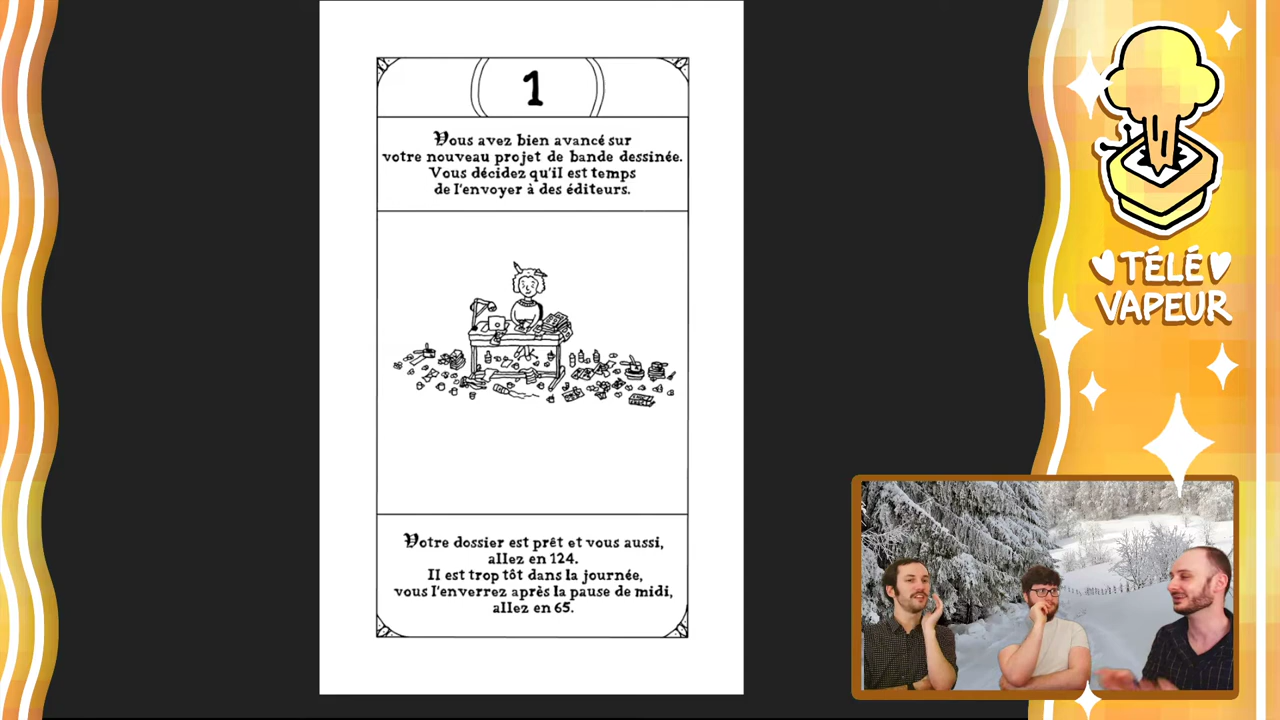 1
Vous avez bien avancé sur
votre nouveau projet de bande dessinée.
Vous décidez qu'il est temps
de l'envoyer à des éditeurs.
Votre dossier est prêt et vous aussi,
allez en 124.
Il est trop tôt dans la journée,
vous l'enverrez après la pause de midi,
allez en 65.
TÉLÉ
VAPEUR